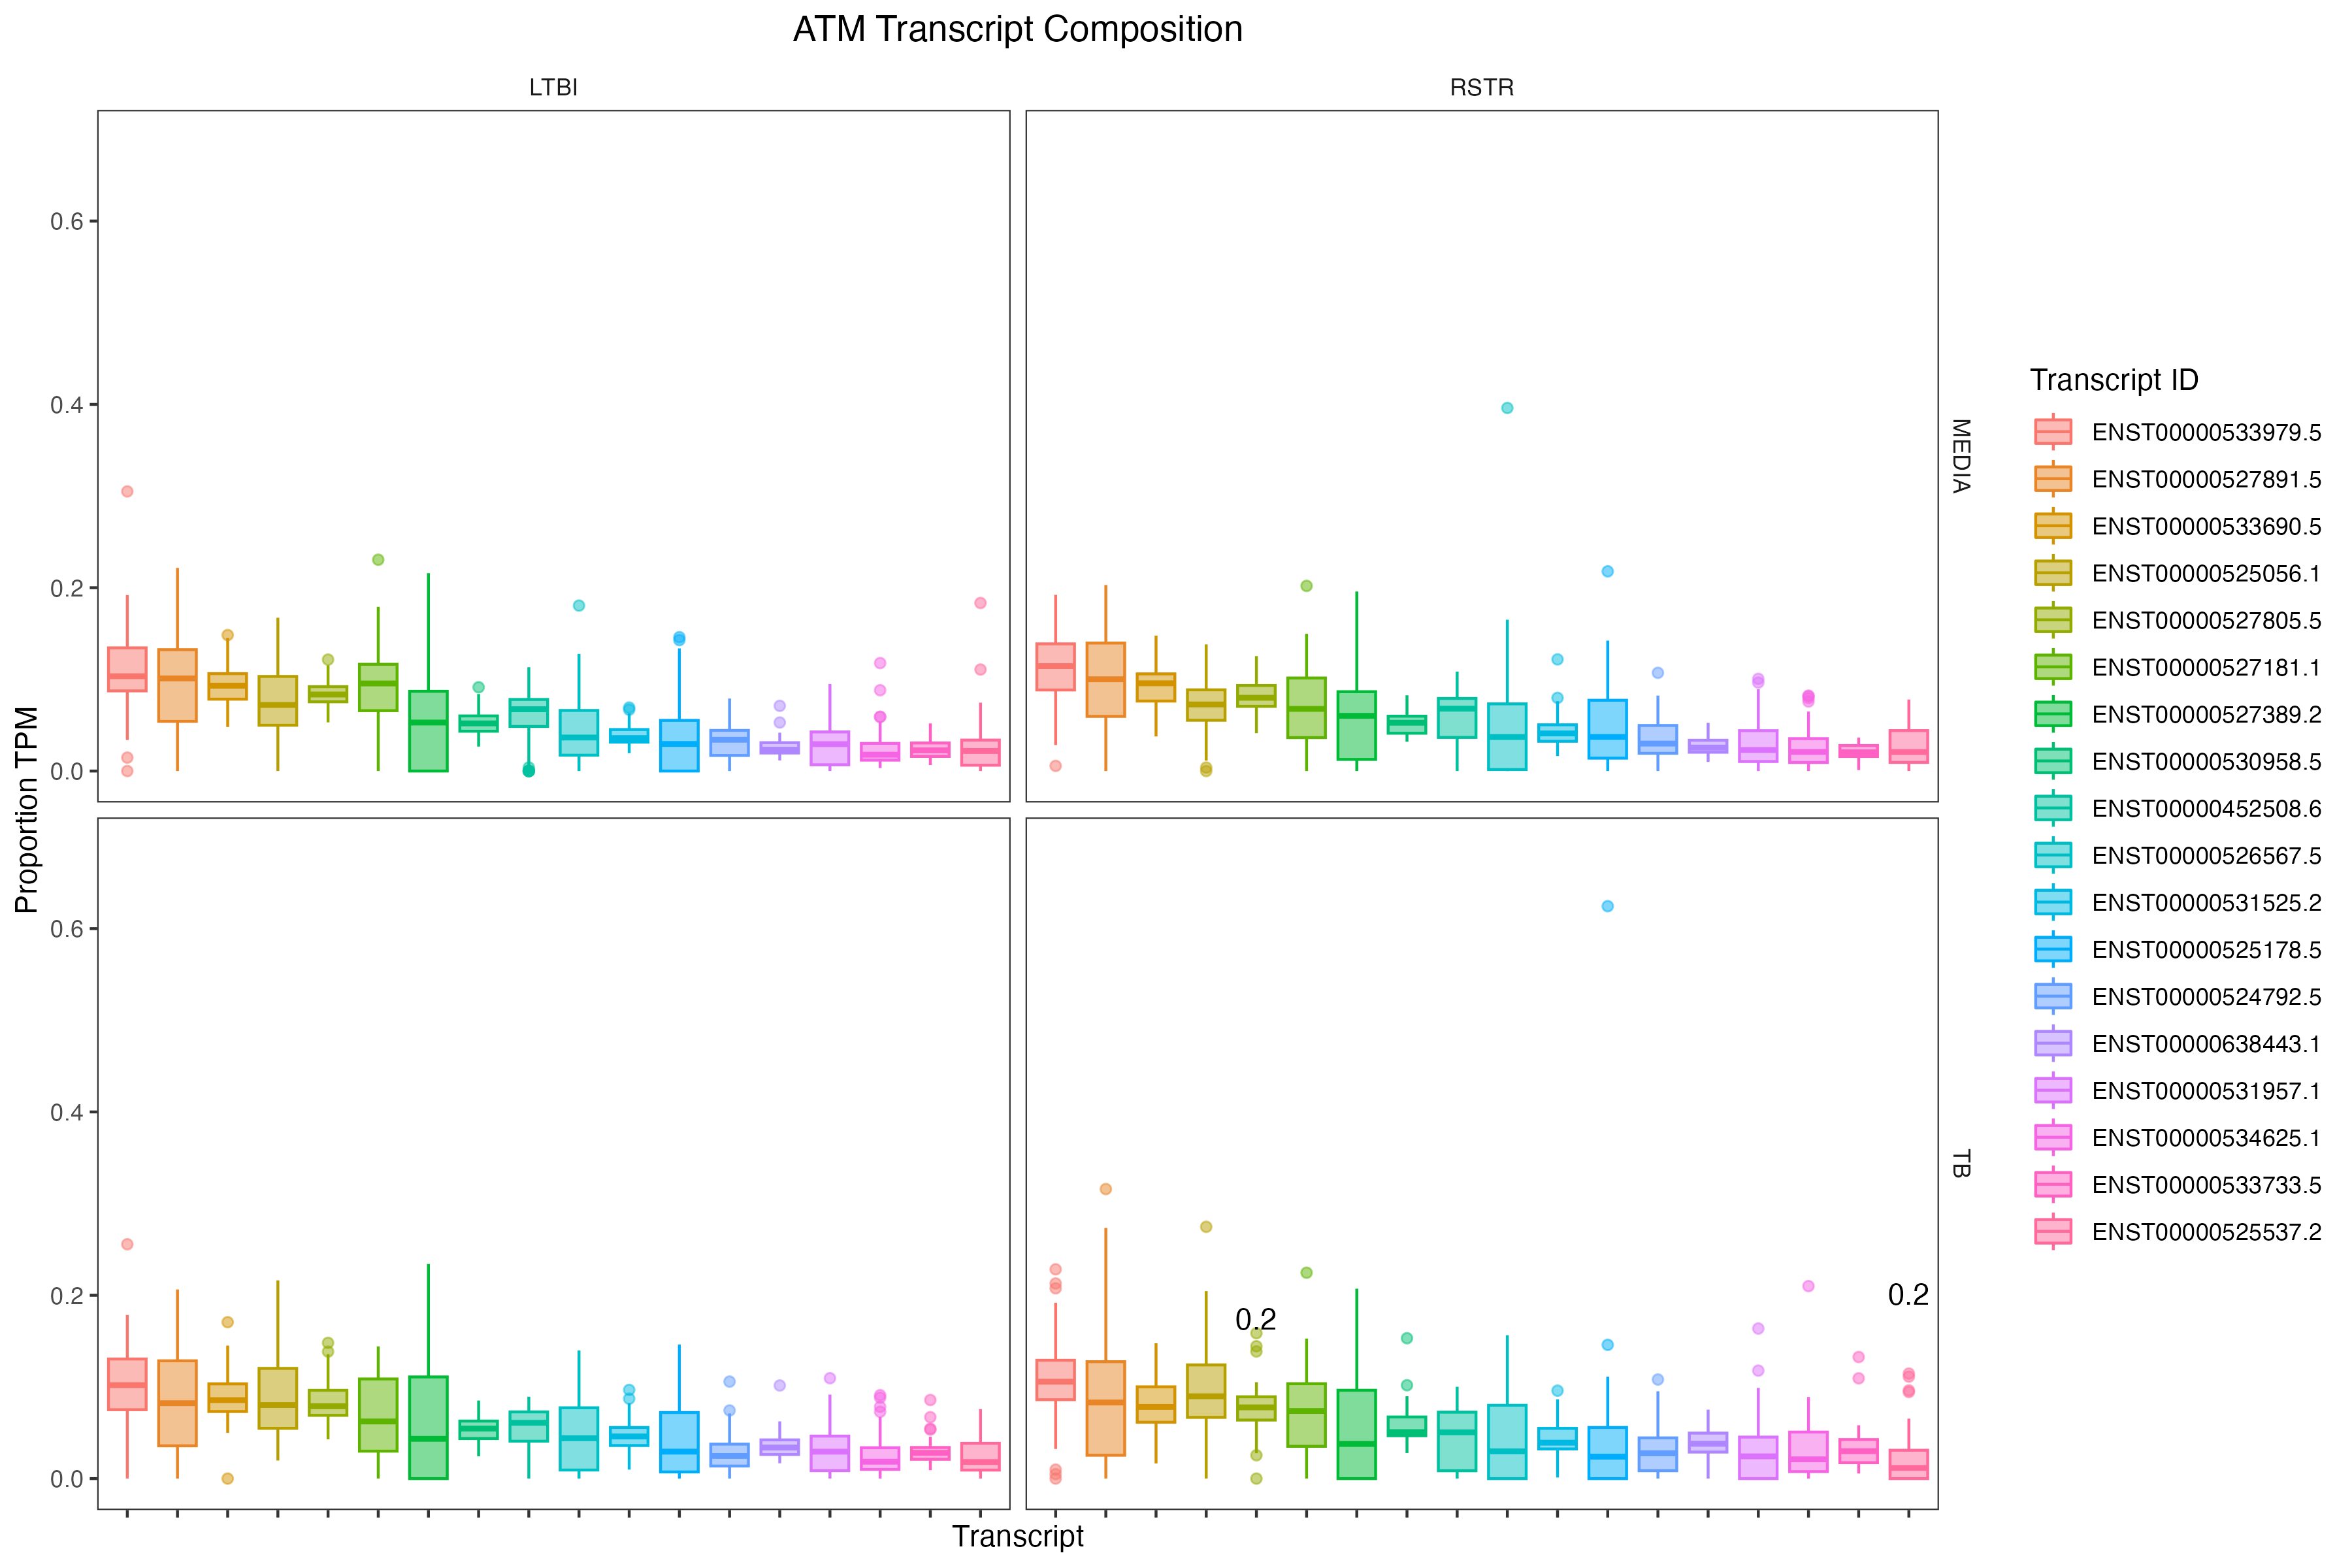 ATM Transcript Composition
LTBI
RSTR
0.6
0.4
0.2
0.0
MEDIA
0.6
0.4
0.2
0.0
0.2
0.2
TB
Proportion TPM
Transcript
Transcript ID
ENST00000533979.5
ENST00000527891.5
ENST00000533690.5
ENST00000525056.1
ENST00000527805.5
ENST00000527181.1
ENST00000527389.2
ENST00000530958.5
ENST00000452508.6
ENST00000526567.5
ENST00000531525.2
ENST00000525178.5
ENST00000524792.5
ENST00000638443.1
ENST00000531957.1
ENST00000534625.1
ENST00000533733.5
ENST00000525537.2